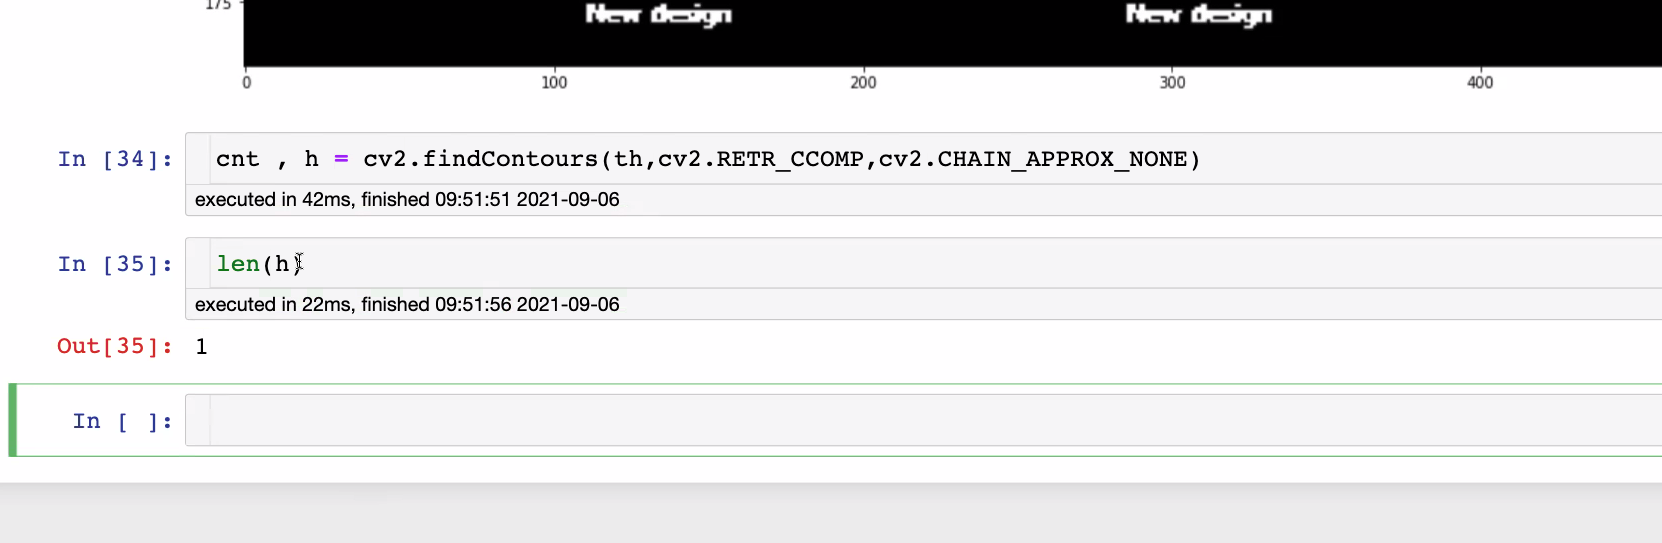 175
New design New design
0 100 200 300 400
In [34]: cnt , h = cv2.findContours(th,cv2.RETR_CCOMP,cv2.CHAIN_APPROX_NONE)
executed in 42ms, finished 09:51:51 2021-09-06
In [35]: len(h)
executed in 22ms, finished 09:51:56 2021-09-06
Out[35]: 1
In [ ]: